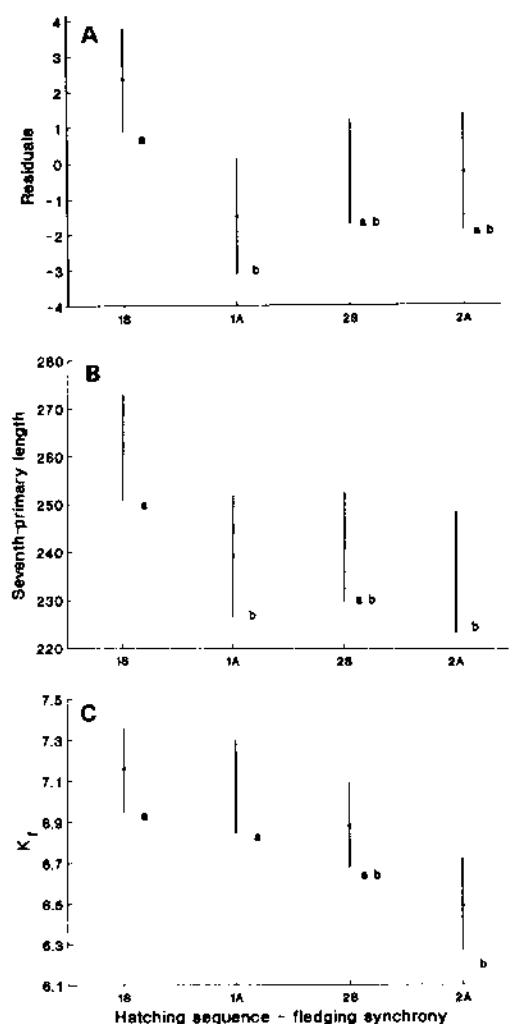 A
4
3
2
1
0
-1
-2
-3
-4
Residuals
a
b
a b
a b
1S 1A 2S 2A
B
280
270
260
250
240
230
220
Seventh-primary length
a
b
a b
b
1S 1A 2S 2A
C
7.5
7.3
7.1
6.9
6.7
6.5
6.3
6.1
Kf
a
a
a b
b
1S 1A 2S 2A
Hatching sequence - fledging synchrony